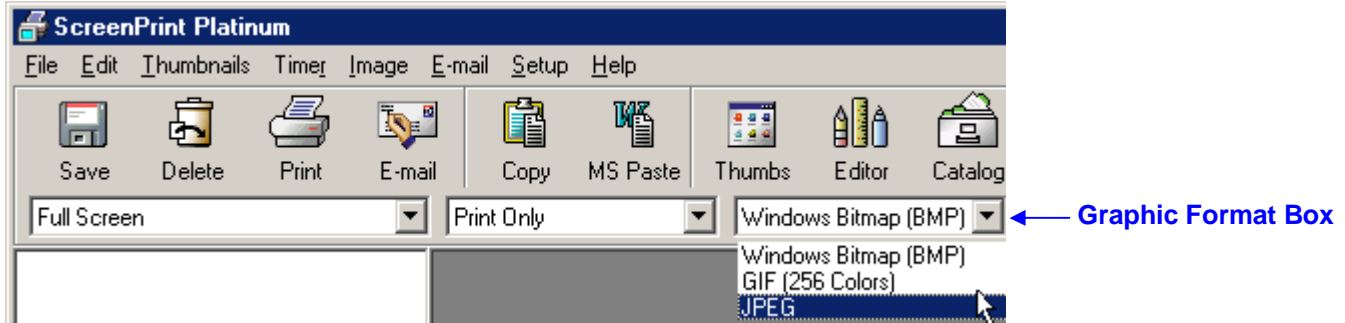 ScreenPrint Platinum
File Edit Thumbnails Timer Image E-mail Setup Help
Save Delete Print E-mail Copy MS Paste Thumbs Editor Catalog
Full Screen Print Only Windows Bitmap (BMP) Graphic Format Box
Windows Bitmap (BMP)
GIF (256 Colors)
JPEG